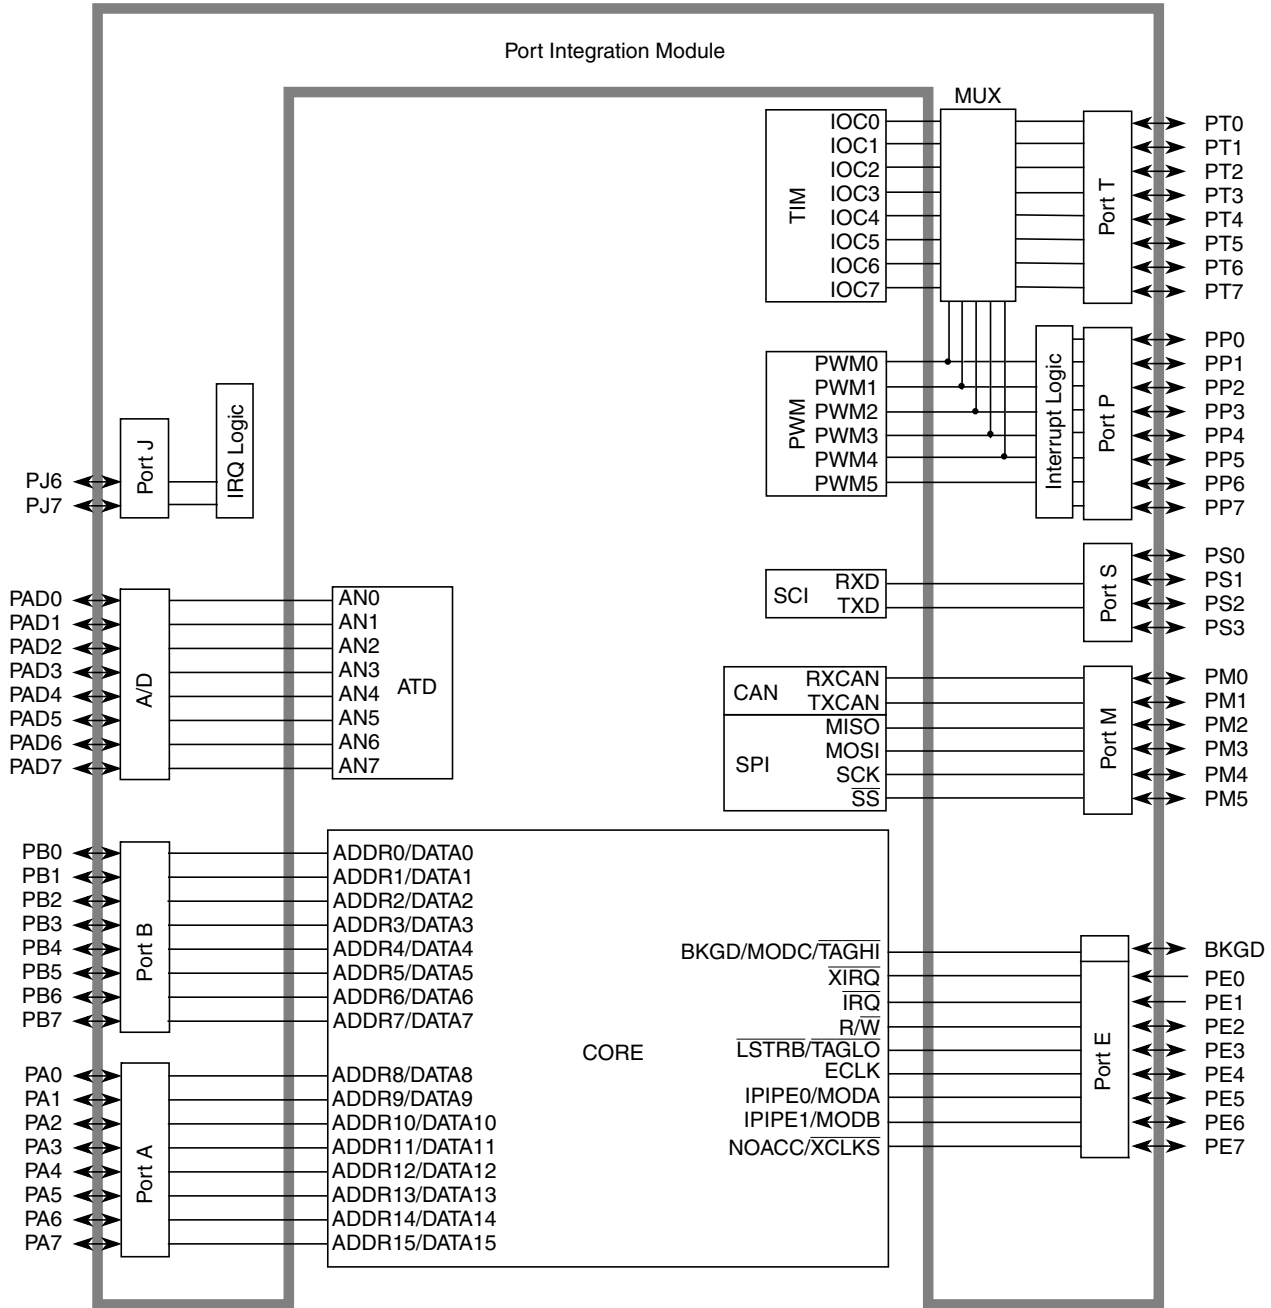 Port Integration Module
MUX
TIM
IOC0
IOC1
IOC2
IOC3
IOC4
IOC5
IOC6
IOC7
Port T
PT0
PT1
PT2
PT3
PT4
PT5
PT6
PT7
PWM
PWM0
PWM1
PWM2
PWM3
PWM4
PWM5
Interrupt Logic
Port P
PP0
PP1
PP2
PP3
PP4
PP5
PP6
PP7
PJ6
PJ7
Port J
IRQ Logic
SCI
RXD
TXD
Port S
PS0
PS1
PS2
PS3
PAD0
PAD1
PAD2
PAD3
PAD4
PAD5
PAD6
PAD7
A/D
AN0
AN1
AN2
AN3
AN4
AN5
AN6
AN7
ATD
CAN
RXCAN
TXCAN
SPI
MISO
MOSI
SCK
SS
Port M
PM0
PM1
PM2
PM3
PM4
PM5
PB0
PB1
PB2
PB3
PB4
PB5
PB6
PB7
Port B
ADDR0/DATA0
ADDR1/DATA1
ADDR2/DATA2
ADDR3/DATA3
ADDR4/DATA4
ADDR5/DATA5
ADDR6/DATA6
ADDR7/DATA7
PA0
PA1
PA2
PA3
PA4
PA5
PA6
PA7
Port A
ADDR8/DATA8
ADDR9/DATA9
ADDR10/DATA10
ADDR11/DATA11
ADDR12/DATA12
ADDR13/DATA13
ADDR14/DATA14
ADDR15/DATA15
CORE
BKGD/MODC/TAGHI
XIRQ
IRQ
R/W
LSTRB/TAGLO
ECLK
IPIPE0/MODA
IPIPE1/MODB
NOACC/XCLKS
Port E
BKGD
PE0
PE1
PE2
PE3
PE4
PE5
PE6
PE7